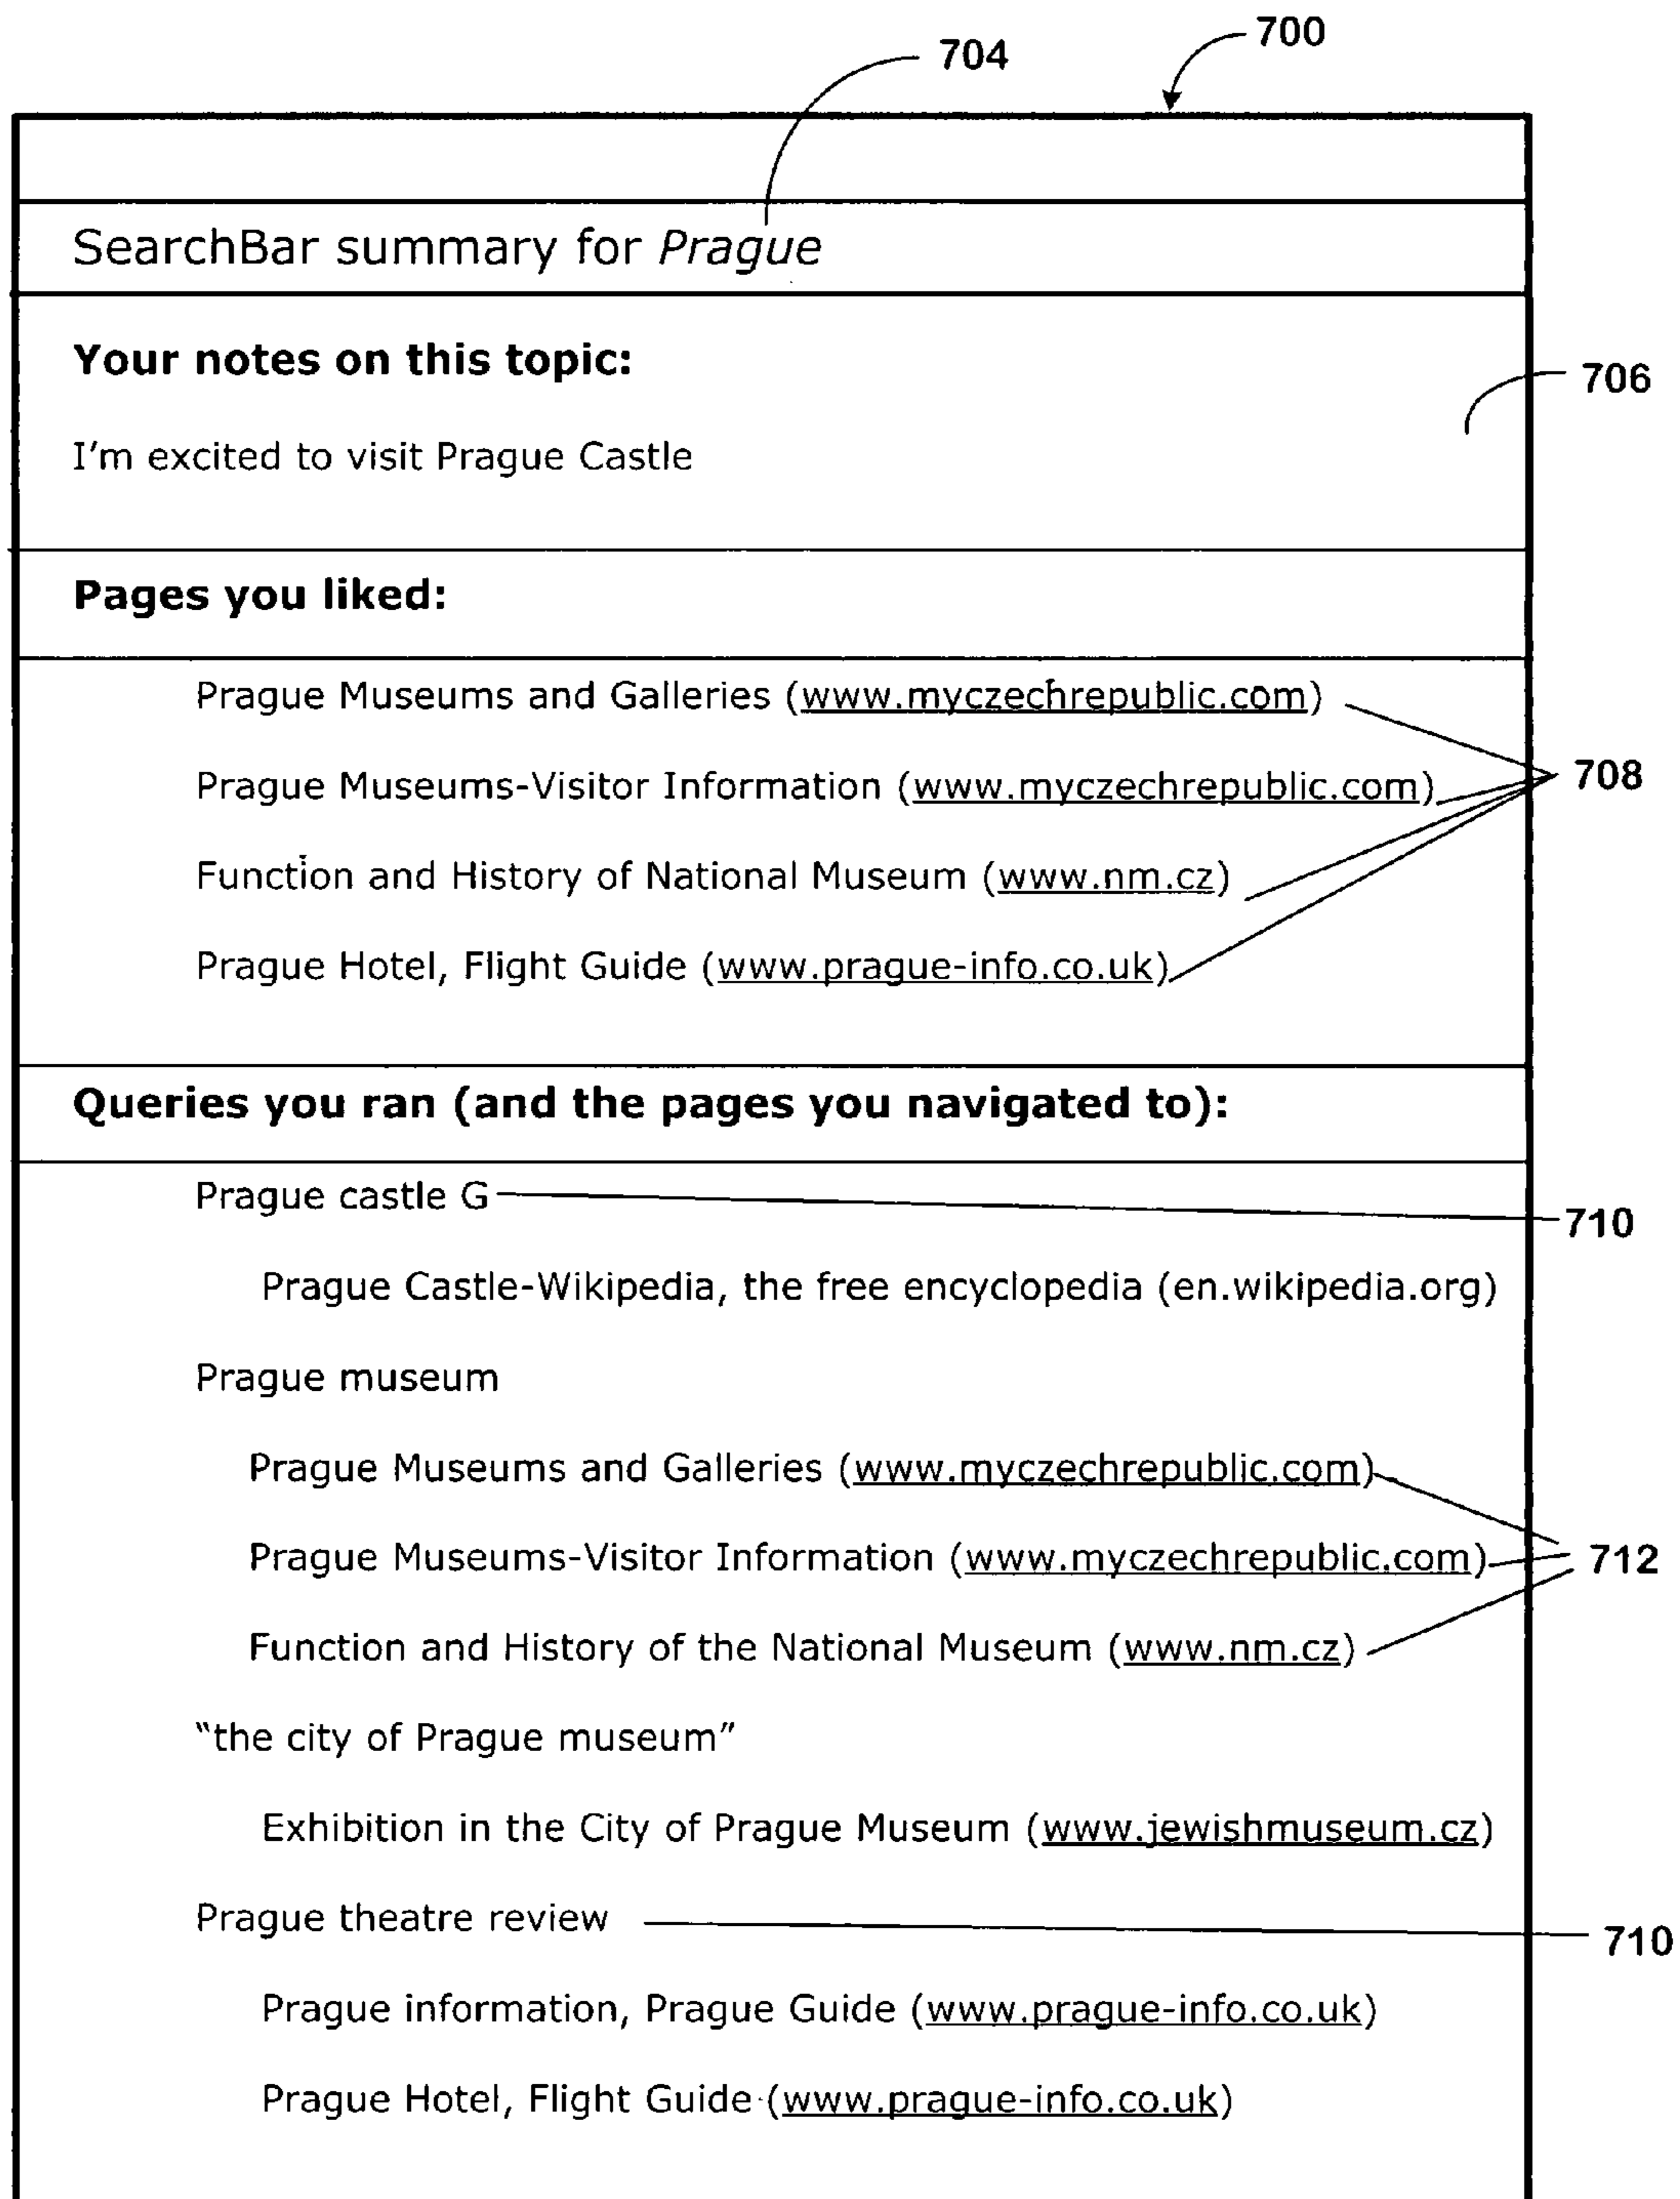 700
704
SearchBar summary for Prague
Your notes on this topic:
706
I'm excited to visit Prague Castle
Pages you liked:
Prague Museums and Galleries (www.myczechrepublic.com)
708
Prague Museums-Visitor Information (www.myczechrepublic.com)
Function and History of National Museum (www.nm.cz)
Prague Hotel, Flight Guide (www.prague-info.co.uk)
Queries you ran (and the pages you navigated to):
Prague castle G
710
Prague Castle-Wikipedia, the free encyclopedia (en.wikipedia.org)
Prague museum
Prague Museums and Galleries (www.myczechrepublic.com)
Prague Museums-Visitor Information (www.myczechrepublic.com)
712
Function and History of the National Museum (www.nm.cz)
"the city of Prague museum"
Exhibition in the City of Prague Museum (www.jewishmuseum.cz)
Prague theatre review
710
Prague information, Prague Guide (www.prague-info.co.uk)
Prague Hotel, Flight Guide (www.prague-info.co.uk)